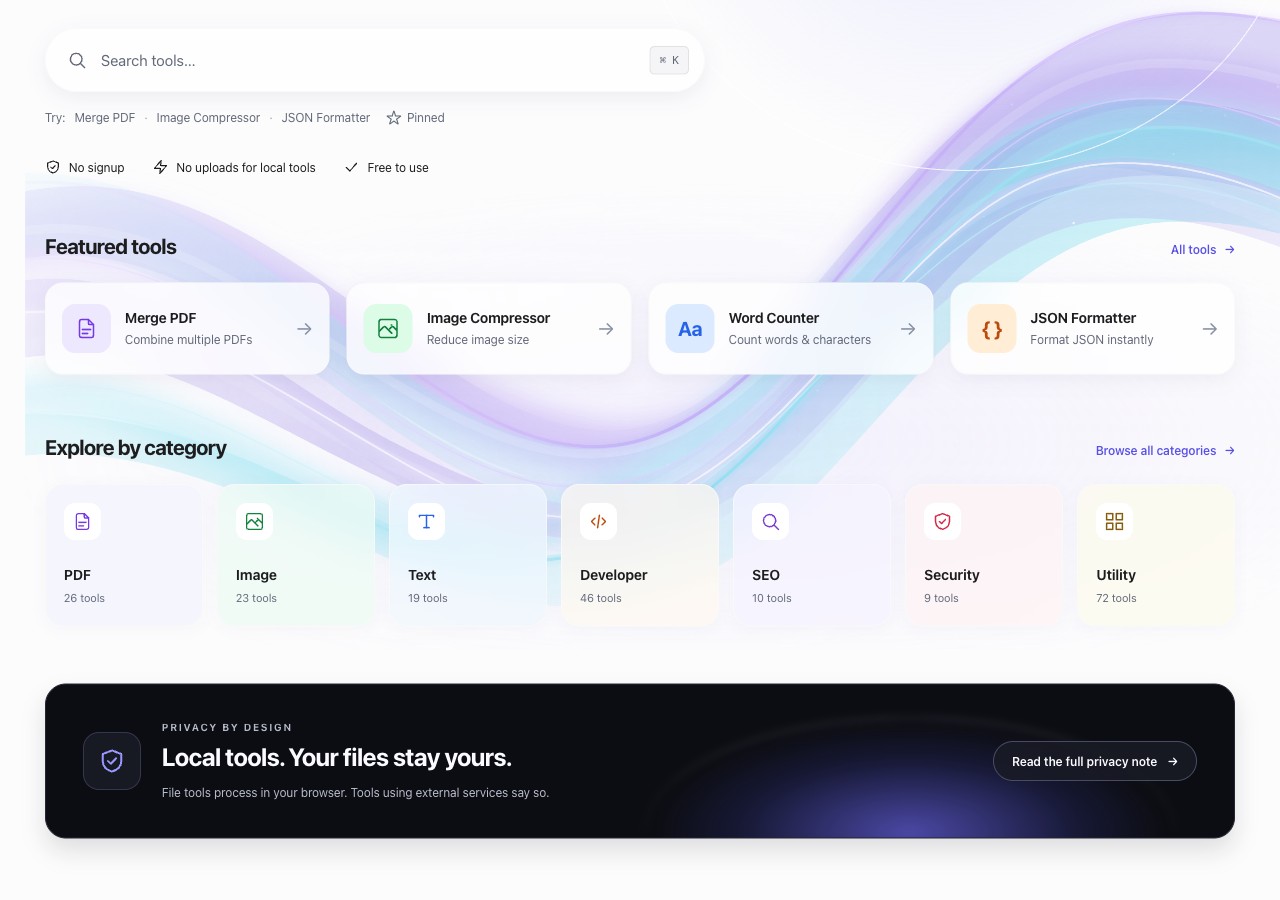 Search tools...
⌘ K
Try: Merge PDF · Image Compressor · JSON Formatter Pinned
No signup No uploads for local tools Free to use
Featured tools
All tools →
Merge PDF
Combine multiple PDFs
→
Image Compressor
Reduce image size
→
Aa
Word Counter
Count words & characters
→
{}
JSON Formatter
Format JSON instantly
→
Explore by category
Browse all categories →
PDF
26 tools
Image
23 tools
Text
19 tools
Developer
46 tools
SEO
10 tools
Security
9 tools
Utility
72 tools
PRIVACY BY DESIGN
Local tools. Your files stay yours.
File tools process in your browser. Tools using external services say so.
Read the full privacy note →